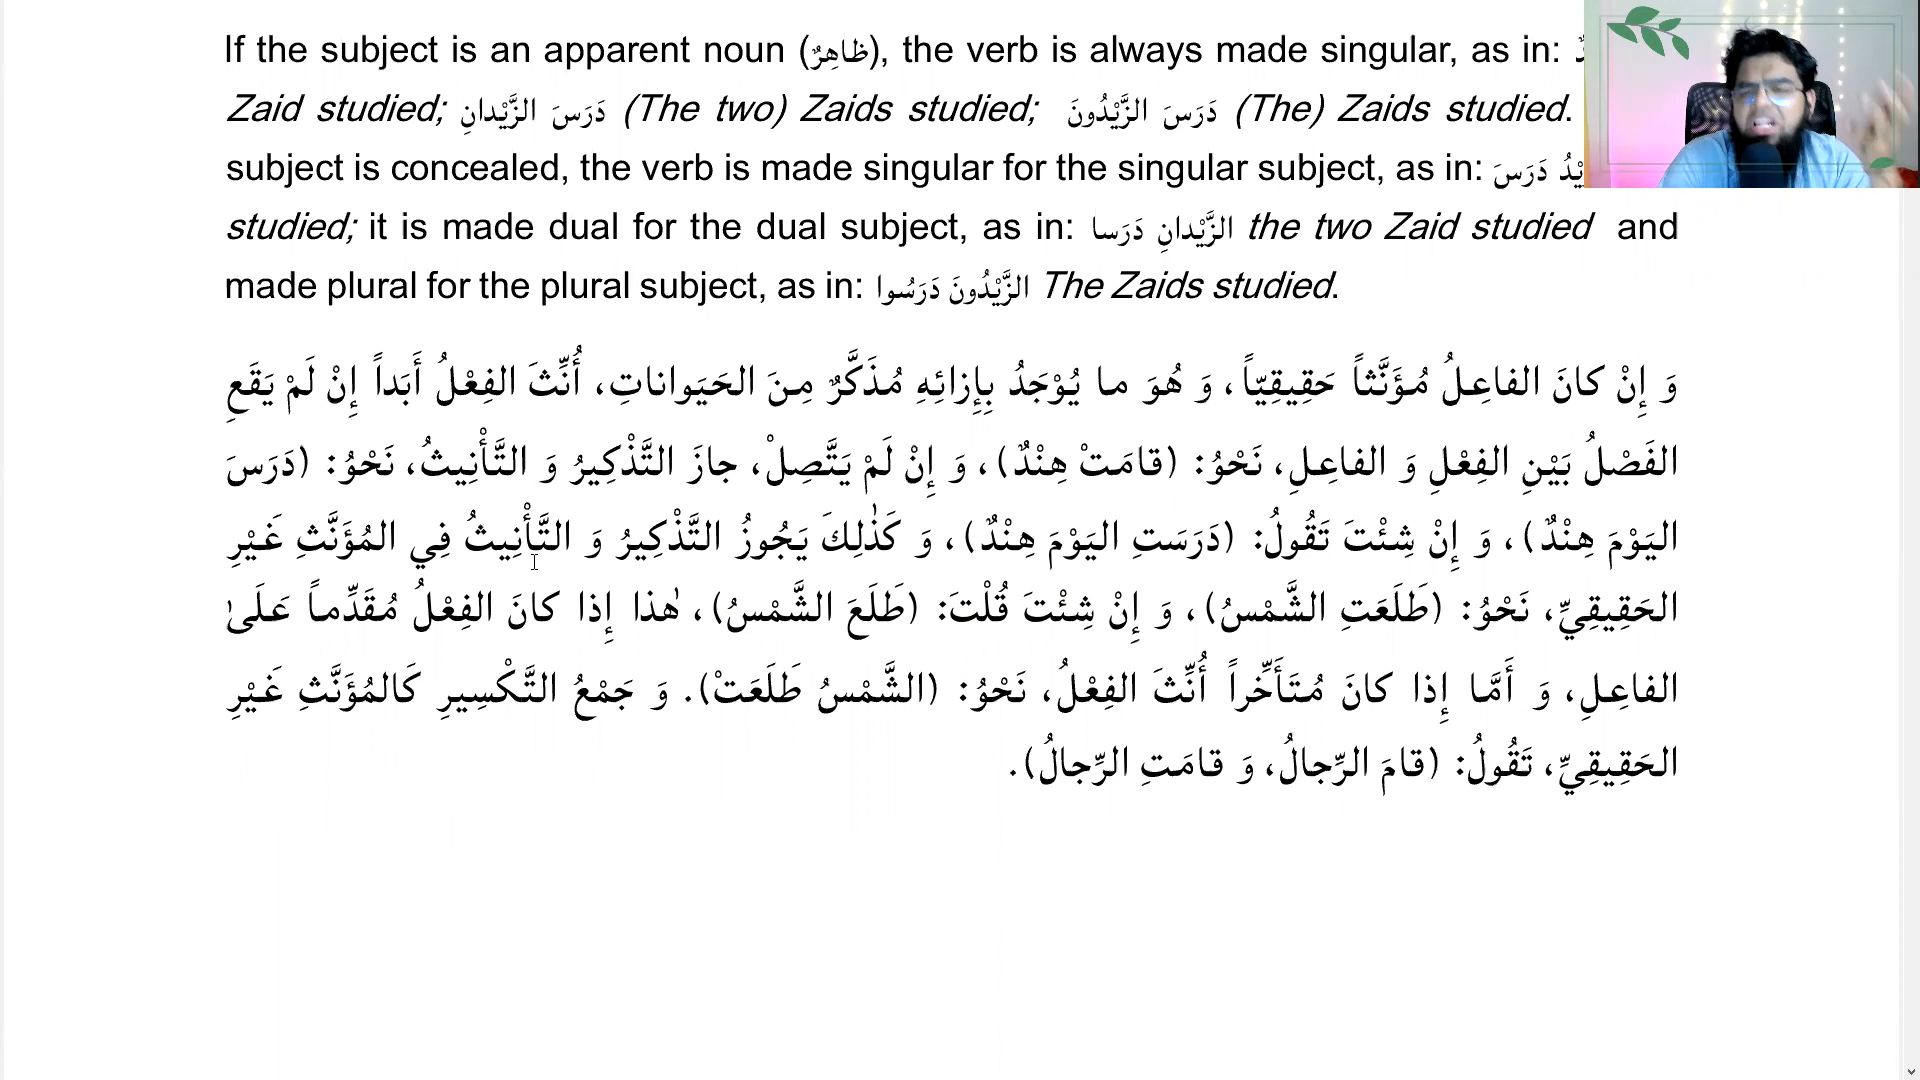 If the subject is an apparent noun (ظاهِرٌ), the verb is always made singular, as in:
Zaid studied; دَرَسَ الزَّيْدانِ (The two) Zaids studied; دَرَسَ الزَّيْدُونَ (The) Zaids studied.
subject is concealed, the verb is made singular for the singular subject, as in: دَرَسَ
studied; it is made dual for the dual subject, as in: الزَّيْدانِ دَرَسا the two Zaid studied and
made plural for the plural subject, as in: الزَّيْدُونَ دَرَسُوا The Zaids studied.
وَ إِنْ كانَ الفاعِلُ مُؤَنَّثاً حَقِيقِيّاً، وَ هُوَ ما يُوْجَدُ بِإِزائِهِ مُذَكَّرٌ مِنَ الحَيَواناتِ، أُنِّثَ الفِعْلُ أَبَداً إِنْ لَمْ يَقَعِ
الفَصْلُ بَيْنِ الفِعْلِ وَ الفاعِلِ، نَحْوُ: (قامَتْ هِنْدٌ)، وَ إِنْ لَمْ يَتَّصِلْ، جازَ التَّذْكِيرُ وَ التَّأْنِيثُ، نَحْوُ: (دَرَسَ
اليَوْمَ هِنْدٌ)، وَ إِنْ شِئْتَ تَقُولُ: (دَرَسَتِ اليَوْمَ هِنْدٌ)، وَ كَذٰلِكَ يَجُوزُ التَّذْكِيرُ وَ التَّأْنِيثُ فِي المُؤَنَّثِ غَيْرِ
الحَقِيقِيِّ، نَحْوُ: (طَلَعَتِ الشَّمْسُ)، وَ إِنْ شِئْتَ قُلْتَ: (طَلَعَ الشَّمْسُ)، هٰذا إِذا كانَ الفِعْلُ مُقَدِّماً عَلَىٰ
الفاعِلِ، وَ أَمَّا إِذا كانَ مُتَأَخِّراً أُنِّثَ الفِعْلُ، نَحْوُ: (الشَّمْسُ طَلَعَتْ). وَ جَمْعُ التَّكْسِيرِ كَالمُؤَنَّثِ غَيْرِ
الحَقِيقِيِّ، تَقُولُ: (قامَ الرِّجالُ، وَ قامَتِ الرِّجالُ).